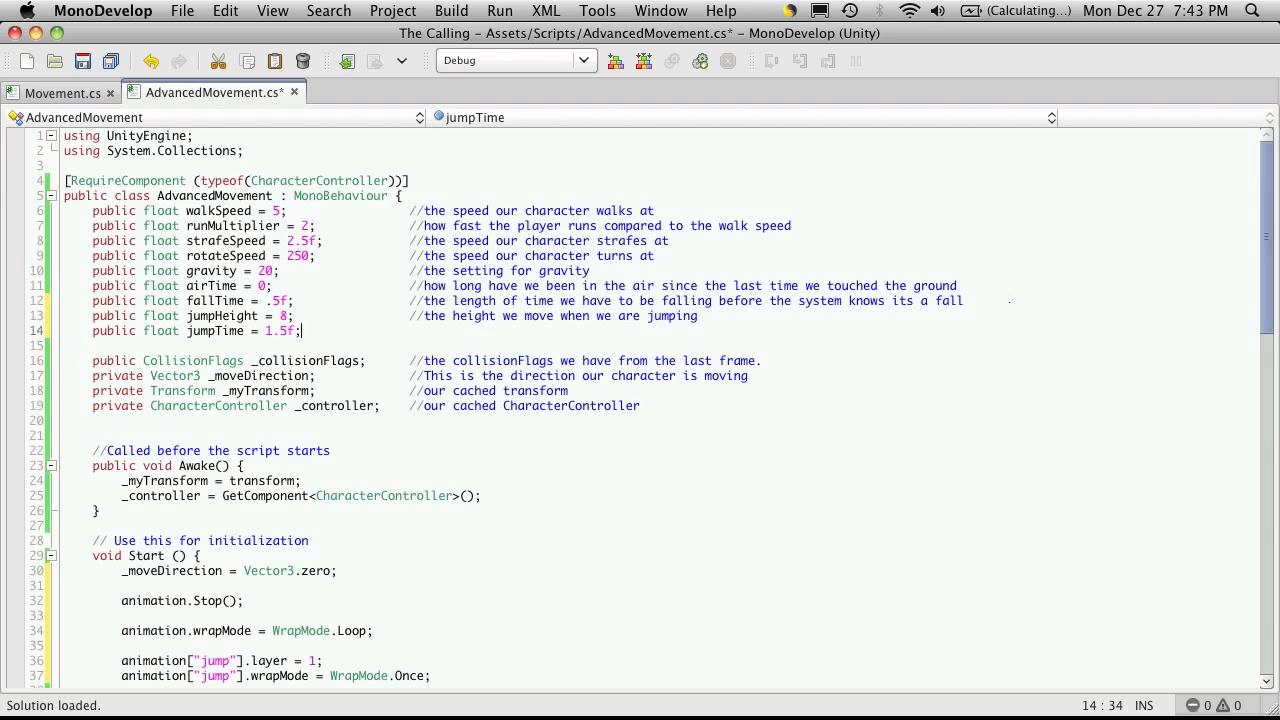 MonoDevelop File Edit View Search Project Build Run XML Tools Window Help (Calculating...) Mon Dec 27 7:43 PM
The Calling – Assets/Scripts/AdvancedMovement.cs* – MonoDevelop (Unity)
Debug
Movement.cs × AdvancedMovement.cs* ×
AdvancedMovement jumpTime
1 using UnityEngine;
2 using System.Collections;
3
4 [RequireComponent (typeof(CharacterController))]
5 public class AdvancedMovement : MonoBehaviour {
6 public float walkSpeed = 5; //the speed our character walks at
7 public float runMultiplier = 2; //how fast the player runs compared to the walk speed
8 public float strafeSpeed = 2.5f; //the speed our character strafes at
9 public float rotateSpeed = 250; //the speed our character turns at
10 public float gravity = 20; //the setting for gravity
11 public float airTime = 0; //how long have we been in the air since the last time we touched the ground
12 public float fallTime = .5f; //the length of time we have to be falling before the system knows its a fall
13 public float jumpHeight = 8; //the height we move when we are jumping
14 public float jumpTime = 1.5f;
15
16 public CollisionFlags _collisionFlags; //the collisionFlags we have from the last frame.
17 private Vector3 _moveDirection; //This is the direction our character is moving
18 private Transform _myTransform; //our cached transform
19 private CharacterController _controller; //our cached CharacterController
20
21
22 //Called before the script starts
23 public void Awake() {
24 _myTransform = transform;
25 _controller = GetComponent<CharacterController>();
26 }
27
28 // Use this for initialization
29 void Start () {
30 _moveDirection = Vector3.zero;
31
32 animation.Stop();
33
34 animation.wrapMode = WrapMode.Loop;
35
36 animation["jump"].layer = 1;
37 animation["jump"].wrapMode = WrapMode.Once;
Solution loaded. 14 : 34 INS 0 0